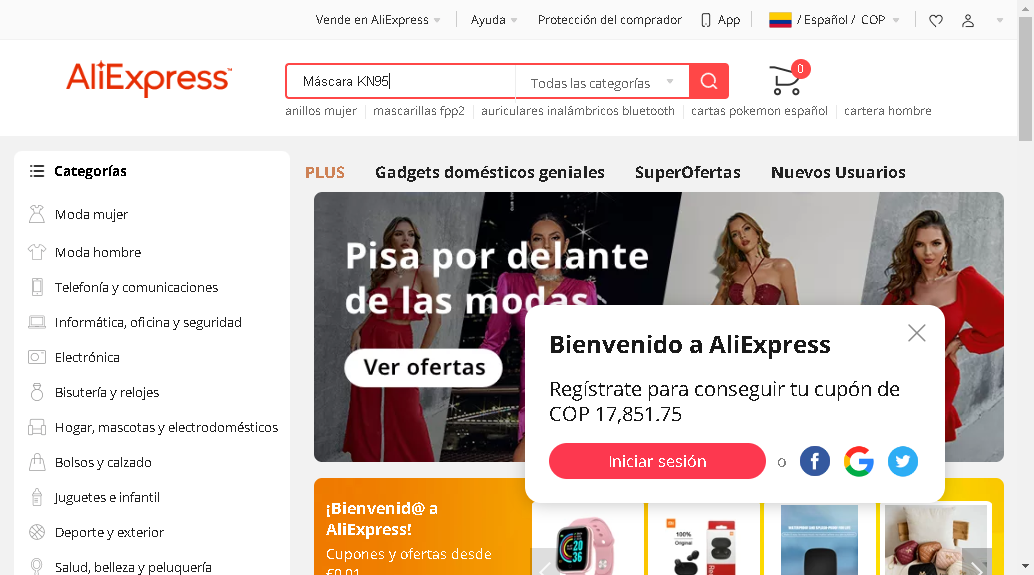 Vende en AliExpress
Ayuda
Protección del comprador
App
/ Español / COP
AliExpress
Máscara KN95
Todas las categorías
0
anillos mujer
mascarillas fpp2
auriculares inalámbricos bluetooth
cartas pokemon español
cartera hombre
Categorías
PLUS
Gadgets domésticos geniales
SuperOfertas
Nuevos Usuarios
Moda mujer
Moda hombre
Telefonía y comunicaciones
Informática, oficina y seguridad
Electrónica
Bisutería y relojes
Hogar, mascotas y electrodomésticos
Bolsos y calzado
Juguetes e infantil
Deporte y exterior
Salud, belleza y peluquería
Pisa por delante
de las modas
Ver ofertas
Bienvenido a AliExpress
Regístrate para conseguir tu cupón de
COP 17,851.75
Iniciar sesión
o
¡Bienvenid@ a
AliExpress!
Cupones y ofertas desde
€0,01
100%
Original